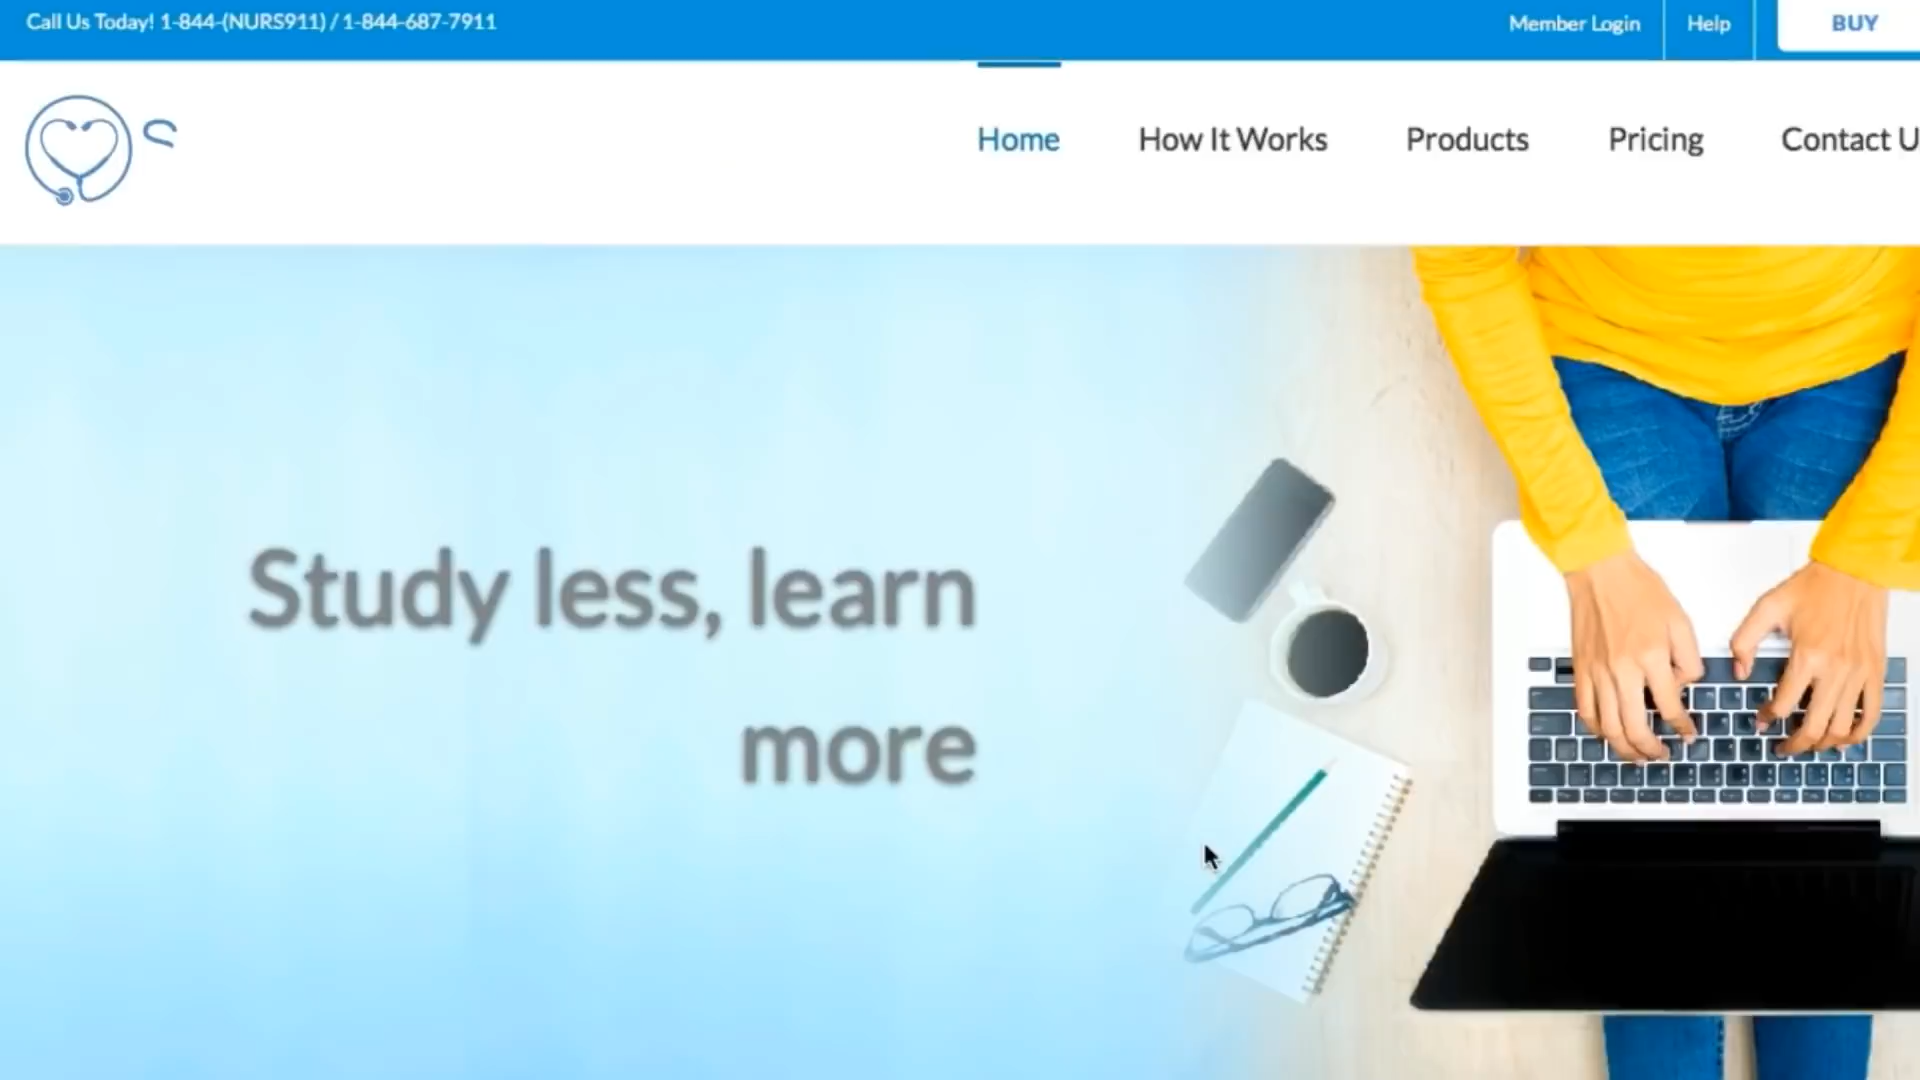 Call Us Today! 1-844-(NURS911) / 1-844-687-7911
Member Login
Help
BUY
Home
How It Works
Products
Pricing
Contact U
Study less, learn
more